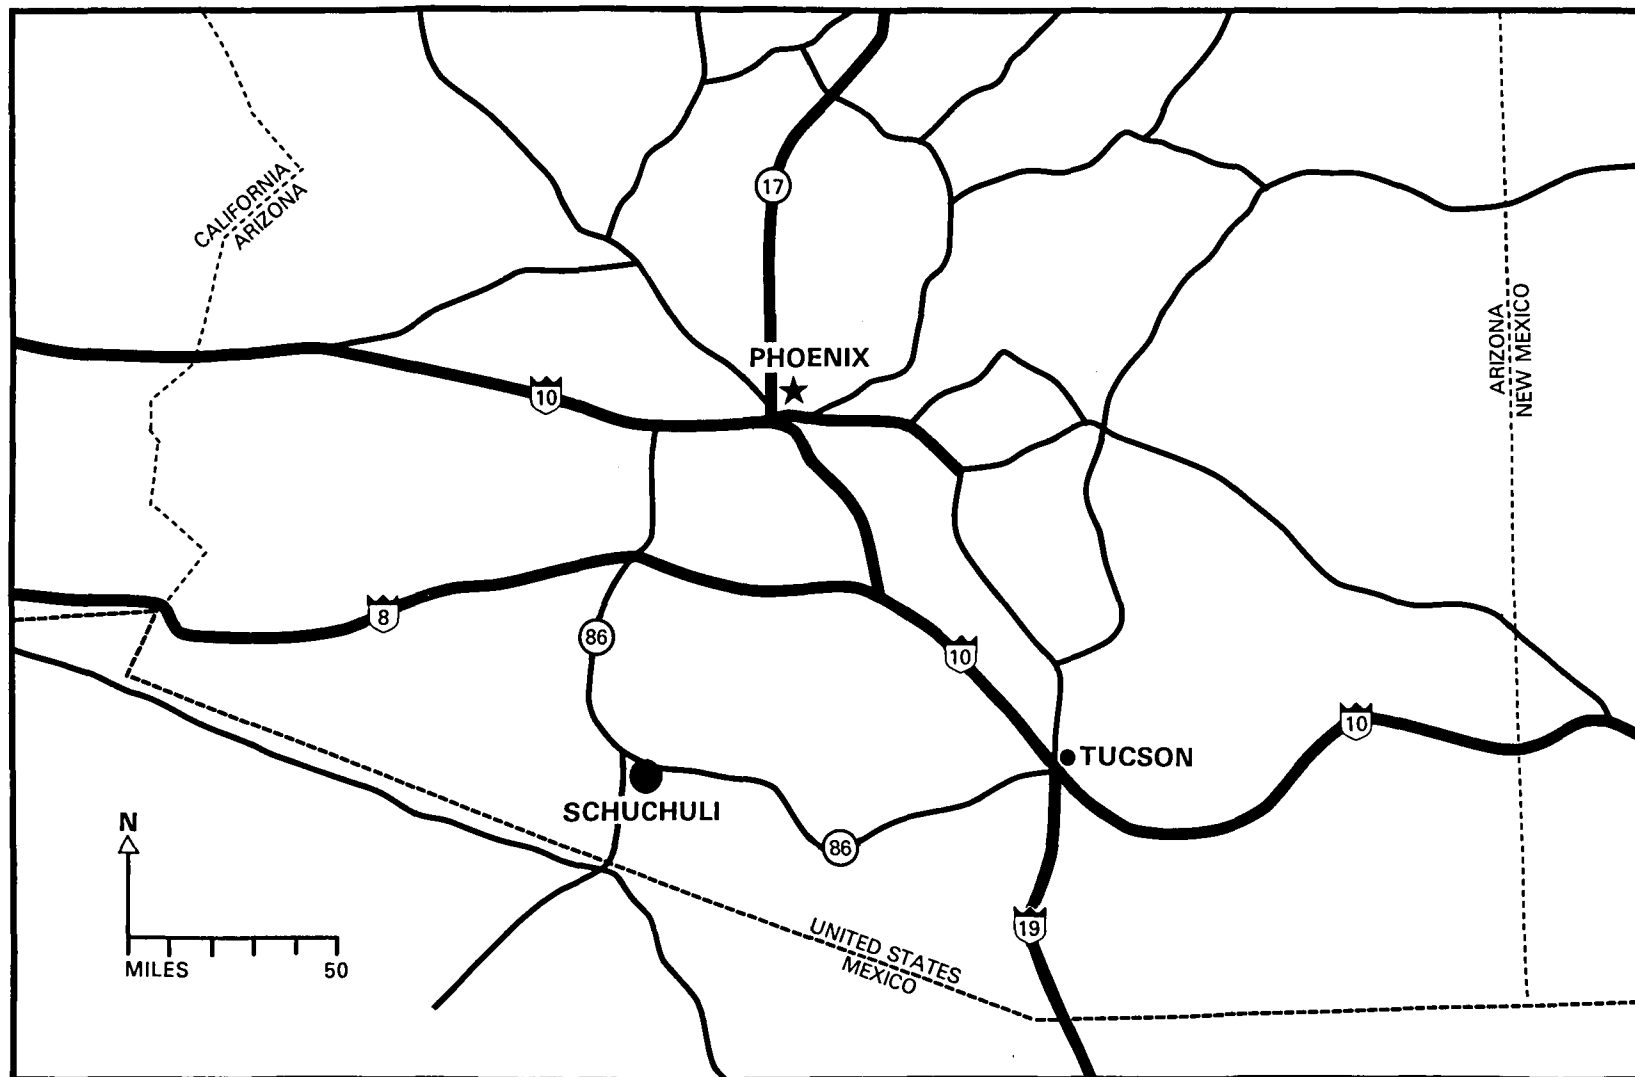 17
CALIFORNIA
ARIZONA
ARIZONA
NEW MEXICO
PHOENIX
10
8
86
10
10
TUCSON
SCHUCHULI
N
86
19
UNITED STATES
MEXICO
MILES 50